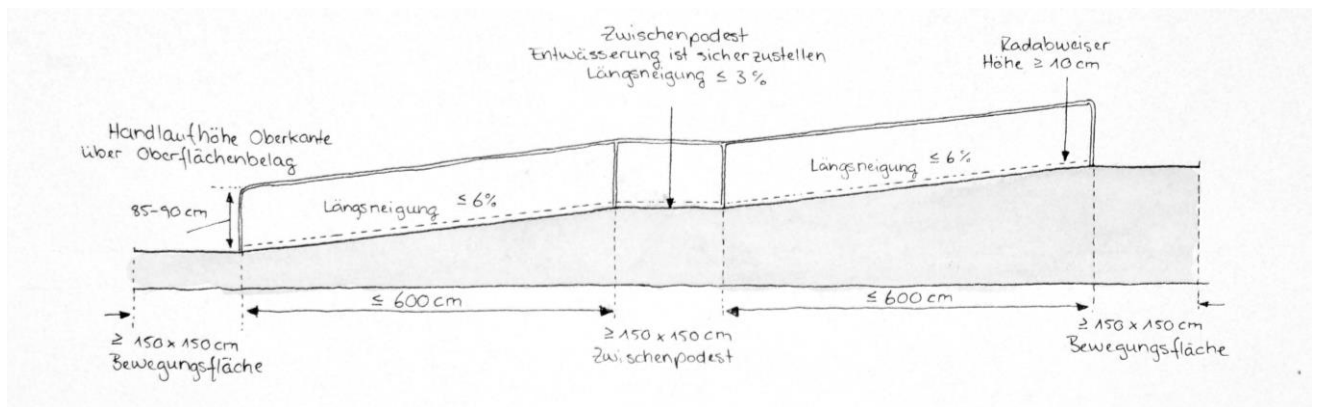 Zwischenpodest
Entwässerung ist sicherzustellen
Längsneigung ≤ 3 %
Radabweiser
Höhe ≥ 10 cm
Handlaufhöhe Oberkante
über Oberflächenbelag
85-90 cm
Längsneigung ≤ 6%
Längsneigung ≤ 6%
≤ 600 cm
≤ 600 cm
≥ 150 x 150 cm
Bewegungsfläche
≥ 150 x 150 cm
Zwischenpodest
≥ 150 x 150 cm
Bewegungsfläche